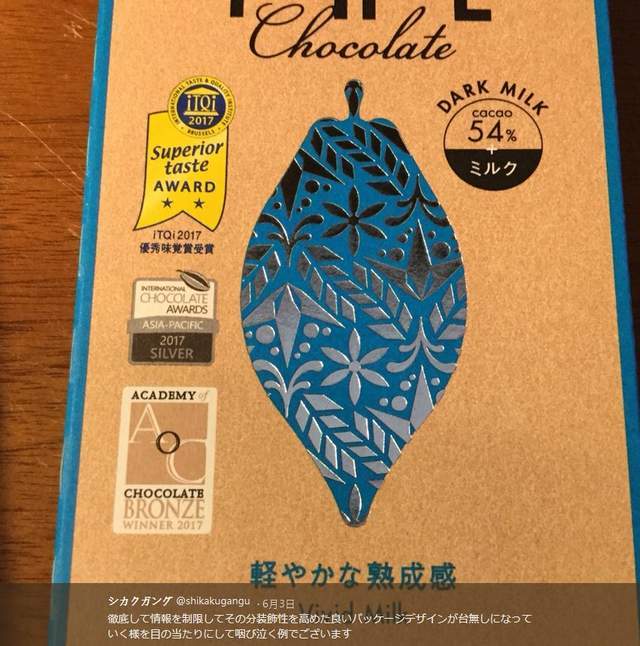 Chocolate
INTERNATIONAL TASTE & QUALITY INSTITUTE
iTQi
2017
BRUSSELS
Superior
taste
AWARD
iTQi2017
優秀味覚賞受賞
DARK MILK
cacao
54%
+
ミルク
INTERNATIONAL
CHOCOLATE
AWARDS
ASIA-PACIFIC
2017
SILVER
ACADEMY of
AOC
CHOCOLATE
BRONZE
WINNER 2017
軽やかな熟成感
Vivid Milk
シカクガング @shikakugangu ・6月3日
徹底して情報を制限してその分装飾性を高めた良いパッケージデザインが台無しになって
いく様を目の当たりにして咽び泣く例でございます